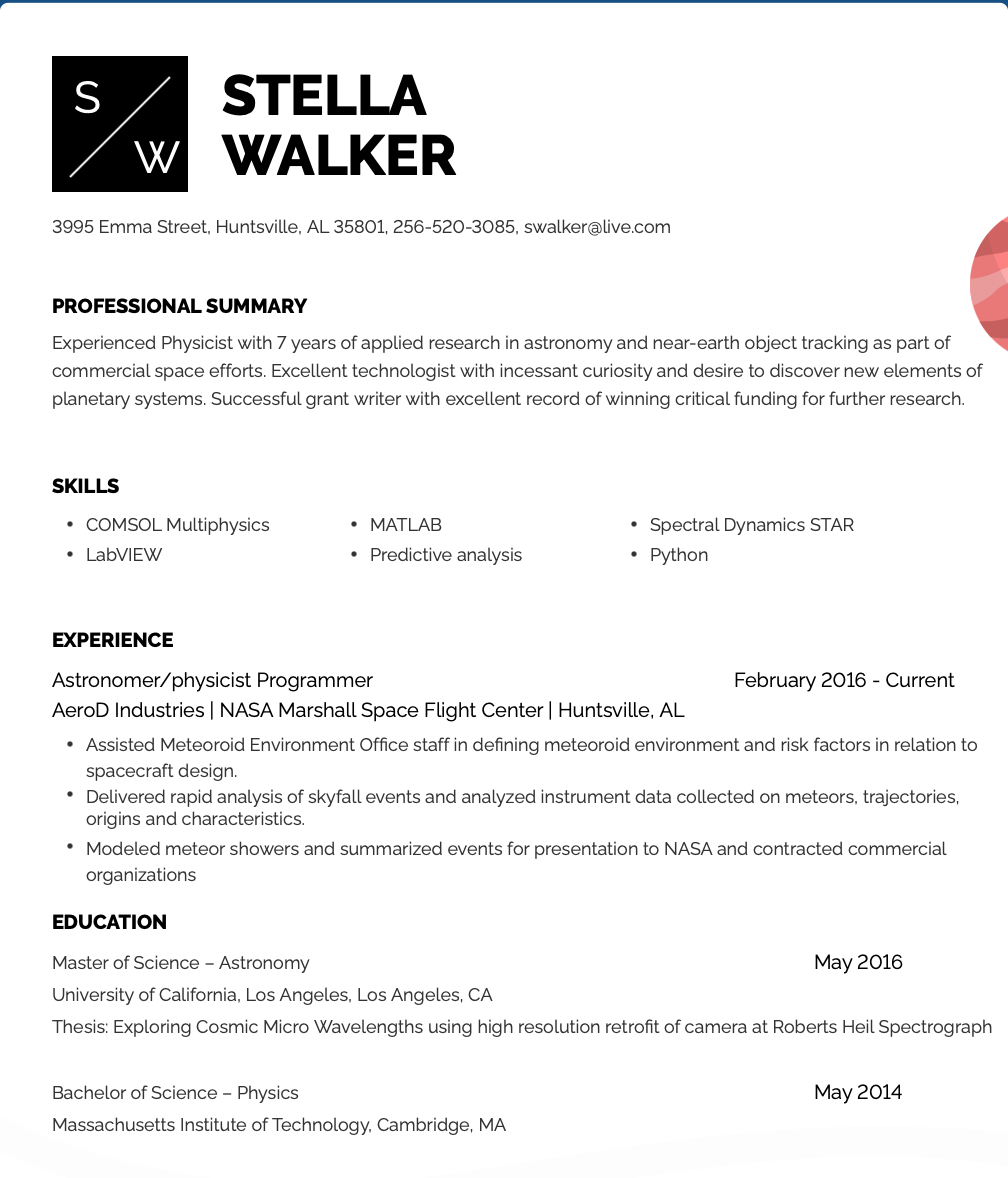 S
W
STELLA
WALKER
3995 Emma Street, Huntsville, AL 35801, 256-520-3085, swalker@live.com
PROFESSIONAL SUMMARY
Experienced Physicist with 7 years of applied research in astronomy and near-earth object tracking as part of
commercial space efforts. Excellent technologist with incessant curiosity and desire to discover new elements of
planetary systems. Successful grant writer with excellent record of winning critical funding for further research.
SKILLS
• COMSOL Multiphysics • MATLAB • Spectral Dynamics STAR
• LabVIEW • Predictive analysis • Python
EXPERIENCE
Astronomer/physicist Programmer February 2016 - Current
AeroD Industries | NASA Marshall Space Flight Center | Huntsville, AL
• Assisted Meteoroid Environment Office staff in defining meteoroid environment and risk factors in relation to
spacecraft design.
• Delivered rapid analysis of skyfall events and analyzed instrument data collected on meteors, trajectories,
origins and characteristics.
• Modeled meteor showers and summarized events for presentation to NASA and contracted commercial
organizations
EDUCATION
Master of Science – Astronomy May 2016
University of California, Los Angeles, Los Angeles, CA
Thesis: Exploring Cosmic Micro Wavelengths using high resolution retrofit of camera at Roberts Heil Spectrograph
Bachelor of Science – Physics May 2014
Massachusetts Institute of Technology, Cambridge, MA